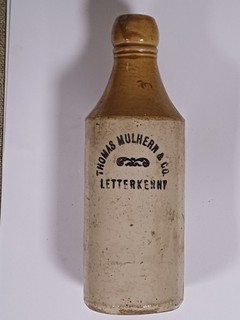 THOMAS MULHERN & CO.
LETTERKENNY